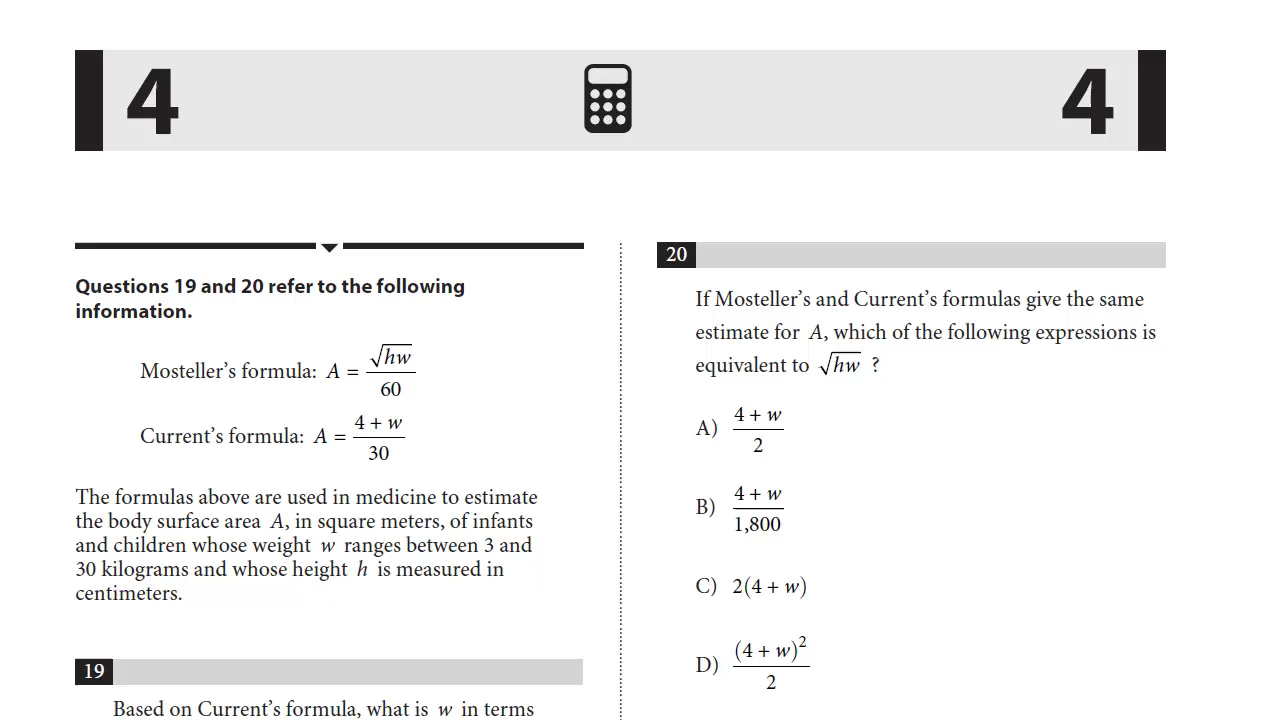 4 4
Questions 19 and 20 refer to the following
information.
Mosteller's formula: A = √hw / 60
Current's formula: A = 4 + w / 30
The formulas above are used in medicine to estimate
the body surface area A, in square meters, of infants
and children whose weight w ranges between 3 and
30 kilograms and whose height h is measured in
centimeters.
19
Based on Current's formula, what is w in terms
20
If Mosteller's and Current's formulas give the same
estimate for A, which of the following expressions is
equivalent to √hw ?
A) 4 + w / 2
B) 4 + w / 1,800
C) 2(4 + w)
D) (4 + w)² / 2